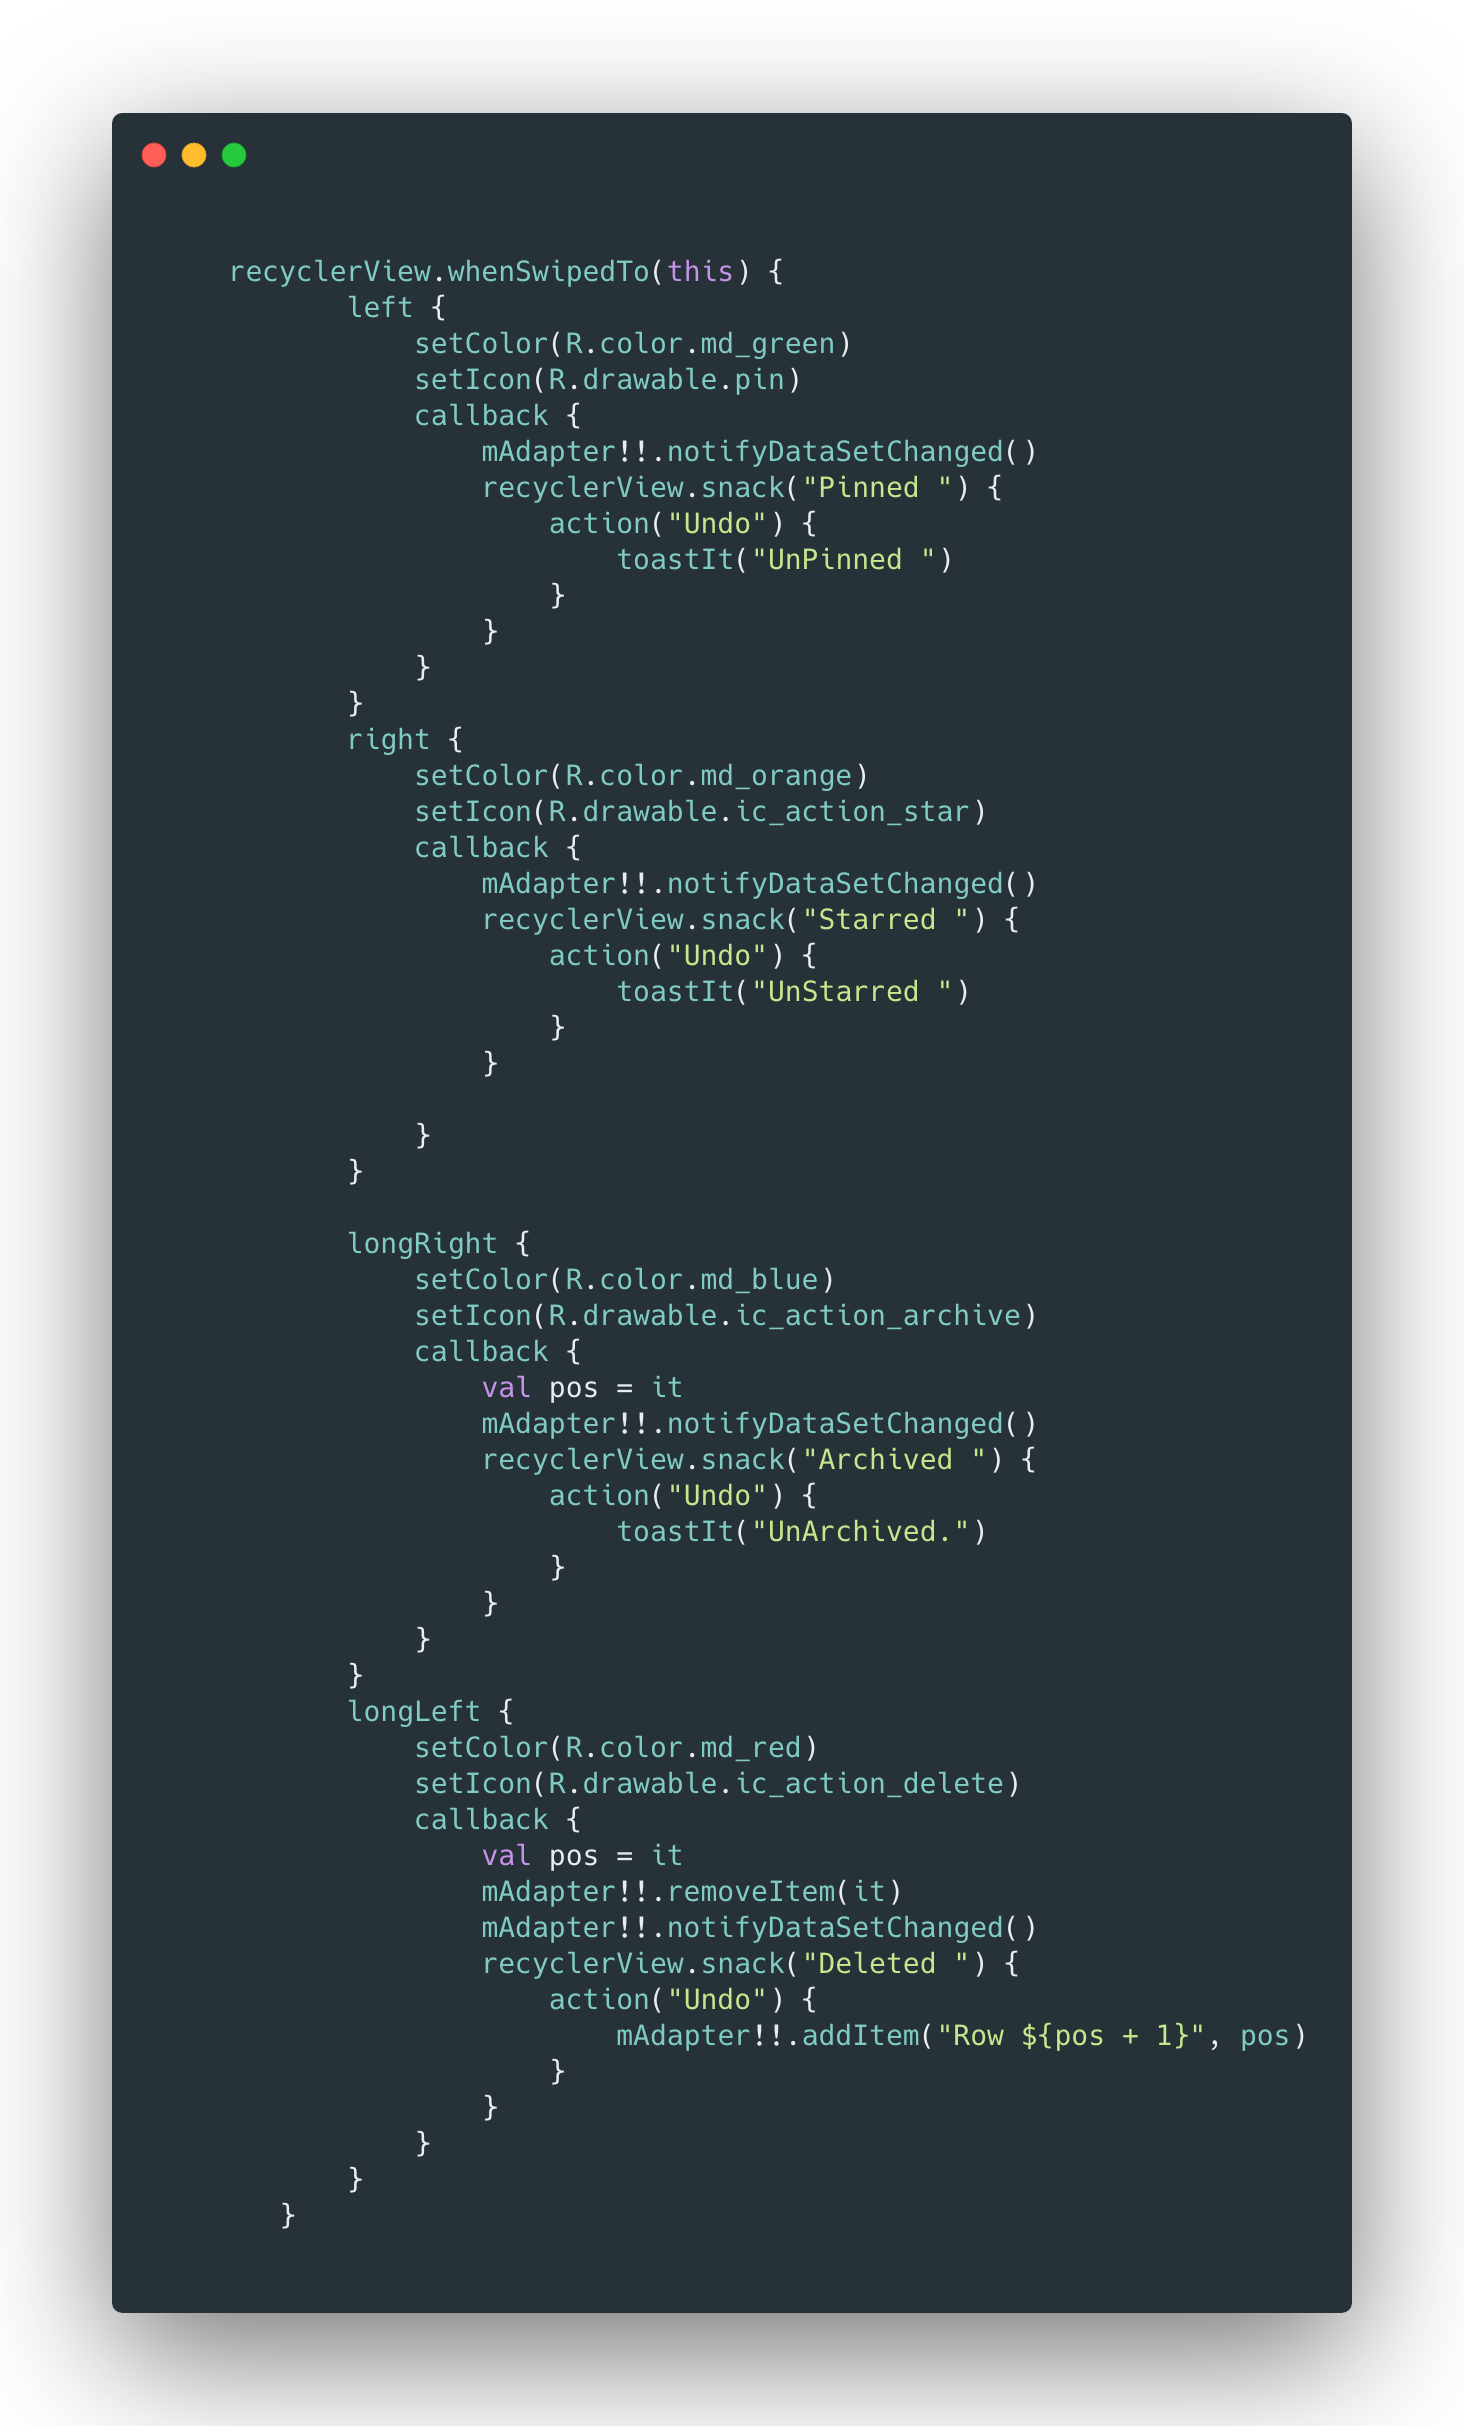 recyclerView.whenSwipedTo(this) {
       left {
           setColor(R.color.md_green)
           setIcon(R.drawable.pin)
           callback {
               mAdapter!!.notifyDataSetChanged()
               recyclerView.snack("Pinned ") {
                   action("Undo") {
                       toastIt("UnPinned ")
                   }
               }
           }
       }
       right {
           setColor(R.color.md_orange)
           setIcon(R.drawable.ic_action_star)
           callback {
               mAdapter!!.notifyDataSetChanged()
               recyclerView.snack("Starred ") {
                   action("Undo") {
                       toastIt("UnStarred ")
                   }
               }

           }
       }

       longRight {
           setColor(R.color.md_blue)
           setIcon(R.drawable.ic_action_archive)
           callback {
               val pos = it
               mAdapter!!.notifyDataSetChanged()
               recyclerView.snack("Archived ") {
                   action("Undo") {
                       toastIt("UnArchived.")
                   }
               }
           }
       }
       longLeft {
           setColor(R.color.md_red)
           setIcon(R.drawable.ic_action_delete)
           callback {
               val pos = it
               mAdapter!!.removeItem(it)
               mAdapter!!.notifyDataSetChanged()
               recyclerView.snack("Deleted ") {
                   action("Undo") {
                       mAdapter!!.addItem("Row ${pos + 1}", pos)
                   }
               }
           }
       }
   }